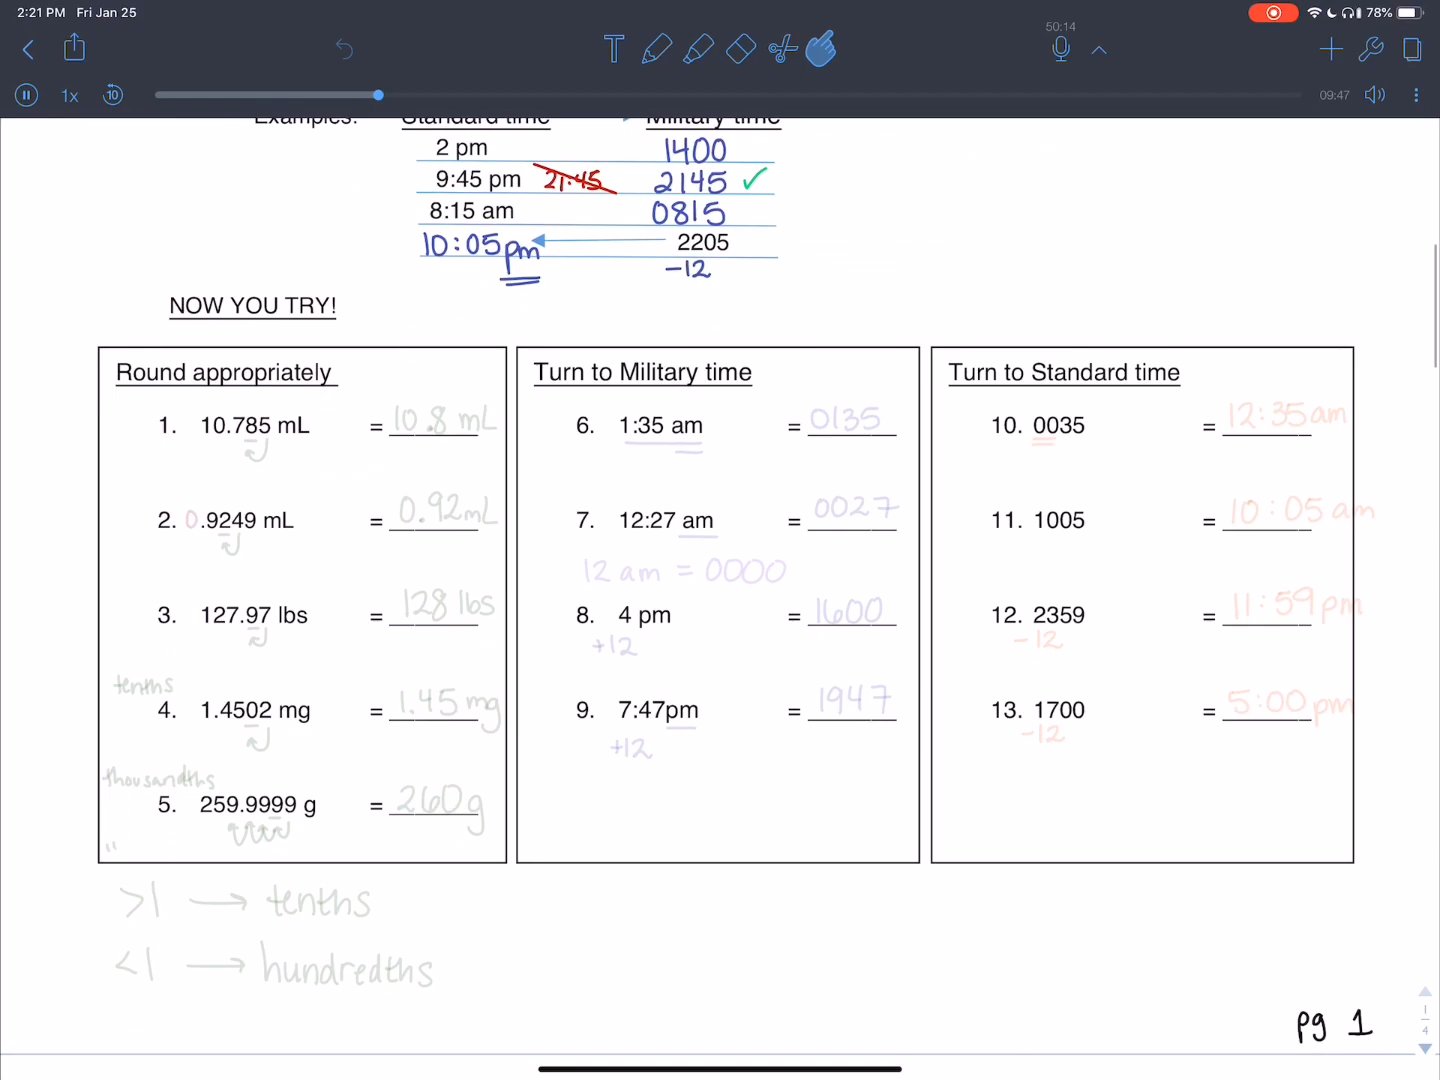 2:21 PM Fri Jan 25
78%
50:14
1x
10
09:47
Examples: Standard time Military time
2 pm 1400
9:45 pm 21:45 2145 ✓
8:15 am 0815
10:05pm 2205
-12
NOW YOU TRY!
Round appropriately
1. 10.785 mL = 10.8 mL
2. 0.9249 mL = 0.92mL
3. 127.97 lbs = 128 lbs
tenths
4. 1.4502 mg = 1.45 mg
thousandths
5. 259.9999 g = 260g
"
Turn to Military time
6. 1:35 am = 0135
7. 12:27 am = 0027
12 am = 0000
8. 4 pm = 1600
+12
9. 7:47pm = 1947
+12
Turn to Standard time
10. 0035 = 12:35am
11. 1005 = 10:05 am
12. 2359 = 11:59pm
-12
13. 1700 = 5:00pm
-12
>1 → tenths
<1 → hundredths
pg 1
1
4